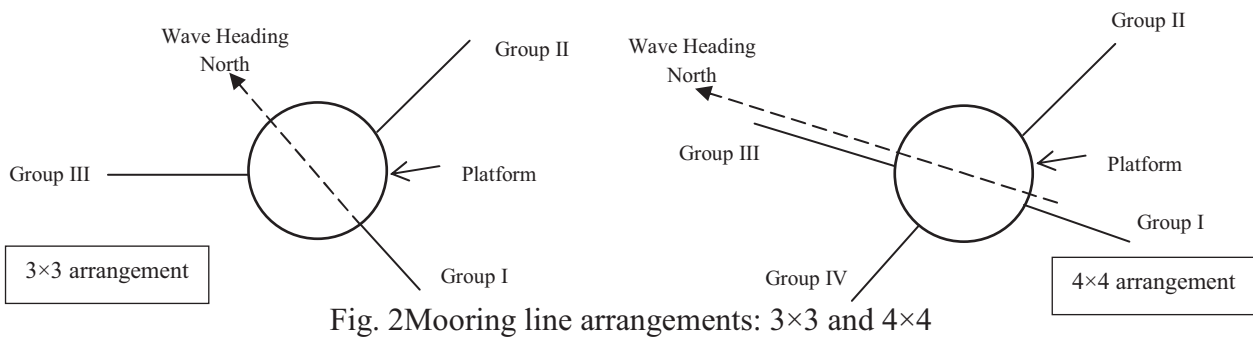 Wave Heading
North
Group II
Group III
Platform
Group I
3×3 arrangement
Wave Heading
North
Group II
Group III
Platform
Group I
Group IV
4×4 arrangement
Fig. 2Mooring line arrangements: 3×3 and 4×4